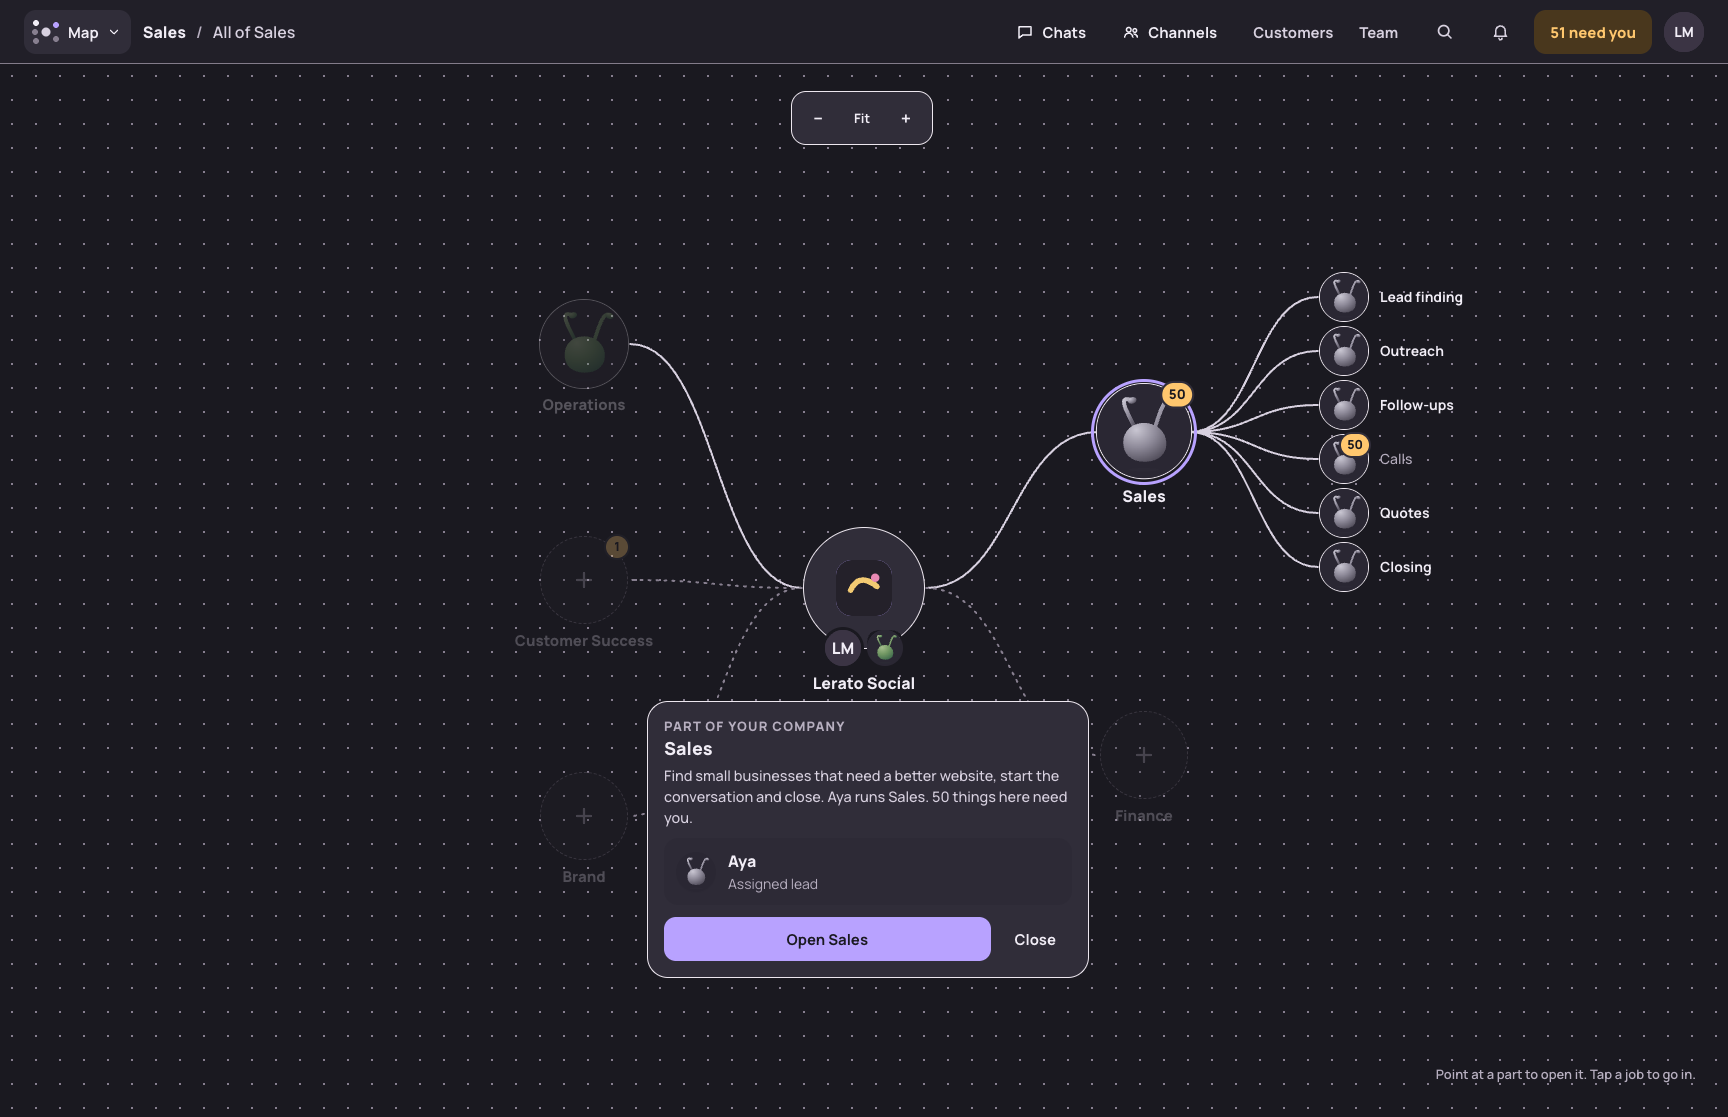 Map
Sales / All of Sales
Chats
Channels
Customers
Team
51 need you
LM
− Fit +
Operations
50
Sales
Lead finding
Outreach
Follow-ups
50
Calls
Quotes
Closing
1
Customer Success
LM
Lerato Social
Brand
Finance
PART OF YOUR COMPANY
Sales
Find small businesses that need a better website, start the
conversation and close. Aya runs Sales. 50 things here need
you.
Aya
Assigned lead
Open Sales
Close
Point at a part to open it. Tap a job to go in.